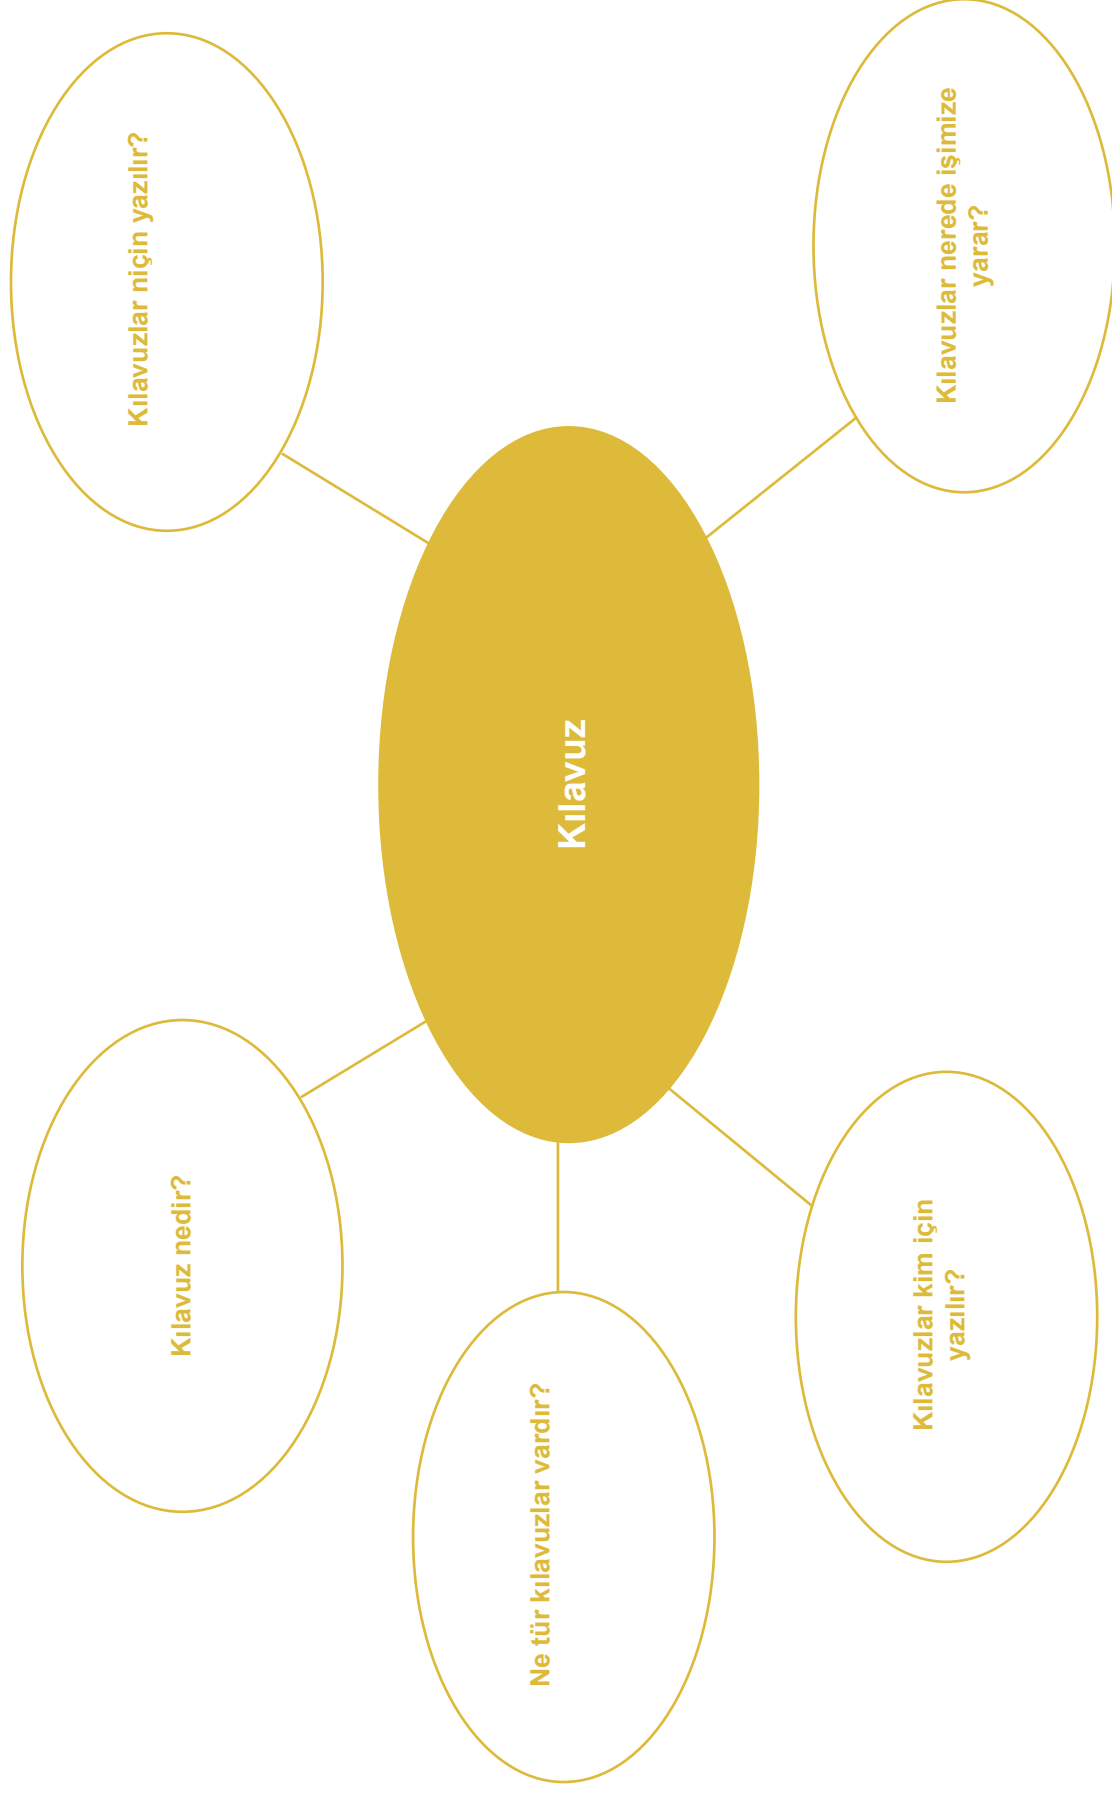 Kılavuz nedir?
Kılavuzlar niçin yazılır?
Kılavuz
Ne tür kılavuzlar vardır?
Kılavuzlar kim için
yazılır?
Kılavuzlar nerede işimize
yarar?